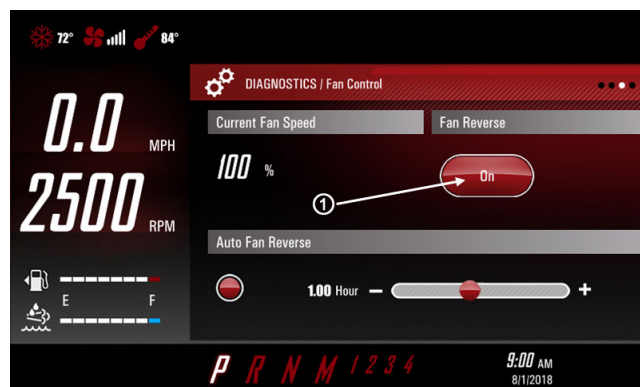 72° 84°
DIAGNOSTICS / Fan Control
0.0 MPH
2500 RPM
Current Fan Speed
Fan Reverse
100 %
On
1
Auto Fan Reverse
1.00 Hour − +
E F
P R N M 1 2 3 4
9:00 AM
8/1/2018